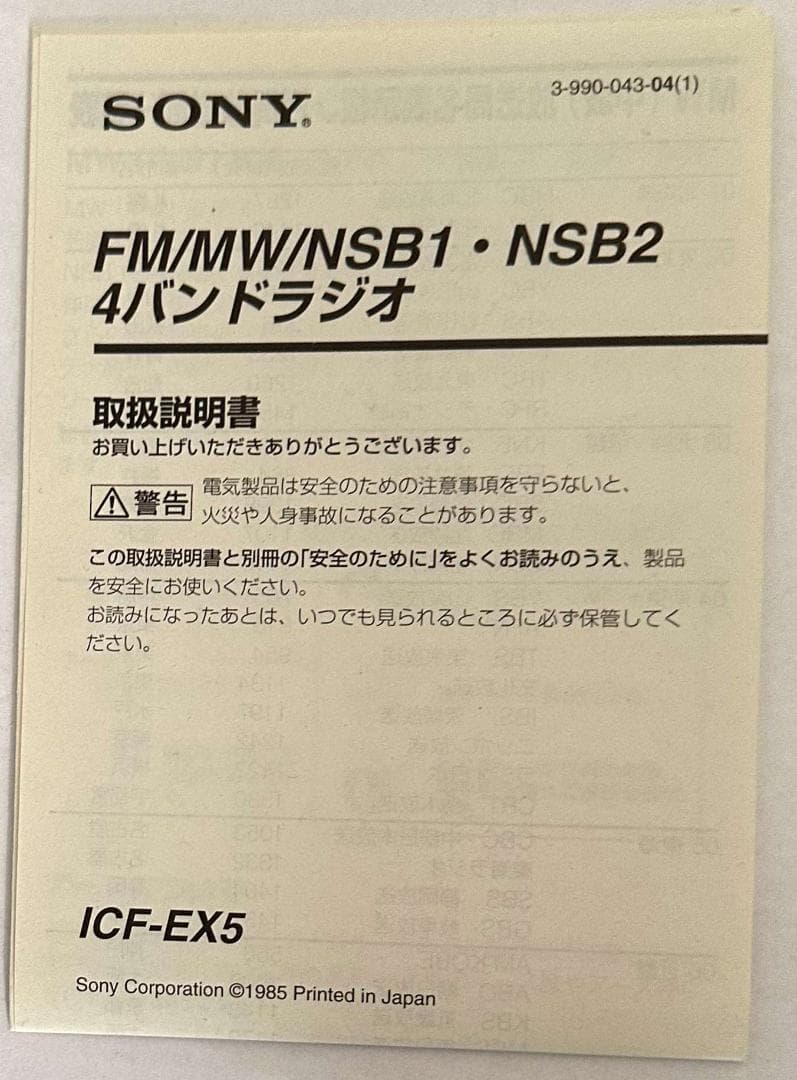 SONY®
3-990-043-04(1)
FM/MW/NSB1・NSB2
4バンドラジオ
取扱説明書
お買い上げいただきありがとうございます。
警告
電気製品は安全のための注意事項を守らないと、
火災や人身事故になることがあります。
この取扱説明書と別冊の「安全のために」をよくお読みのうえ、製品
を安全にお使いください。
お読みになったあとは、いつでも見られるところに必ず保管してく
ださい。
ICF-EX5
Sony Corporation ©1985 Printed in Japan